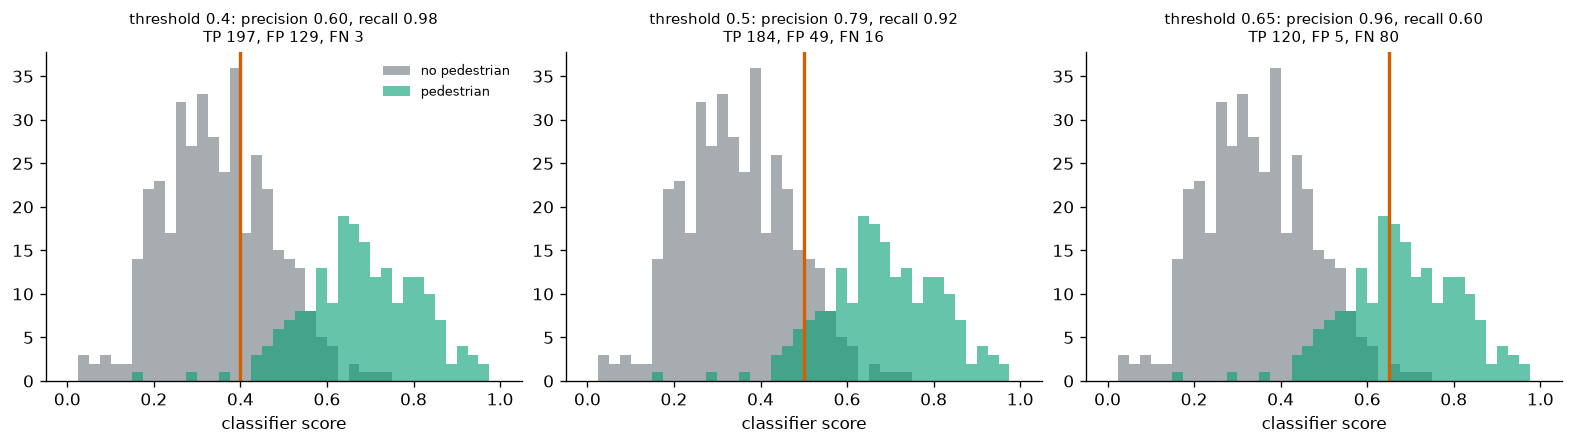 threshold 0.4: precision 0.60, recall 0.98
TP 197, FP 129, FN 3
no pedestrian
pedestrian
35
30
25
20
15
10
5
0
0.0 0.2 0.4 0.6 0.8 1.0
classifier score
threshold 0.5: precision 0.79, recall 0.92
TP 184, FP 49, FN 16
35
30
25
20
15
10
5
0
0.0 0.2 0.4 0.6 0.8 1.0
classifier score
threshold 0.65: precision 0.96, recall 0.60
TP 120, FP 5, FN 80
35
30
25
20
15
10
5
0
0.0 0.2 0.4 0.6 0.8 1.0
classifier score